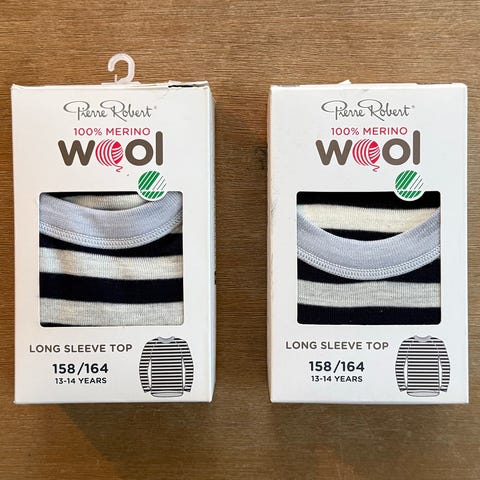 Pierre Robert®
100% MERINO
WOOL
LONG SLEEVE TOP
158/164
13-14 YEARS
Pierre Robert®
100% MERINO
WOOL
LONG SLEEVE TOP
158/164
13-14 YEARS